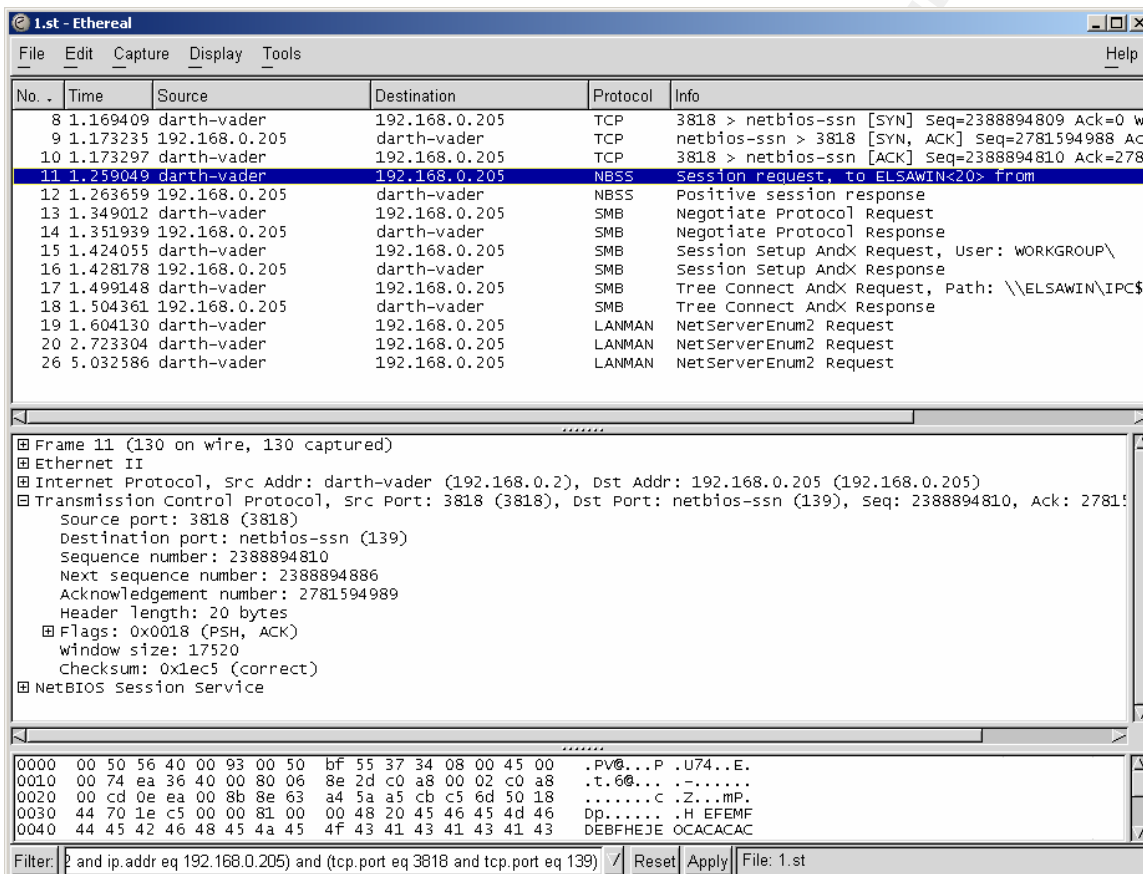 1.st - Ethereal
File Edit Capture Display Tools Help
No. Time Source Destination Protocol Info
8 1.169409 darth-vader 192.168.0.205 TCP 3818 > netbios-ssn [SYN] Seq=2388894809 Ack=0 W
9 1.173235 192.168.0.205 darth-vader TCP netbios-ssn > 3818 [SYN, ACK] Seq=2781594988 Ac
10 1.173297 darth-vader 192.168.0.205 TCP 3818 > netbios-ssn [ACK] Seq=2388894810 Ack=278
11 1.259049 darth-vader 192.168.0.205 NBSS Session request, to ELSAWIN<20> from
12 1.263659 192.168.0.205 darth-vader NBSS Positive session response
13 1.349012 darth-vader 192.168.0.205 SMB Negotiate Protocol Request
14 1.351939 192.168.0.205 darth-vader SMB Negotiate Protocol Response
15 1.424055 darth-vader 192.168.0.205 SMB Session Setup AndX Request, User: WORKGROUP\
16 1.428178 192.168.0.205 darth-vader SMB Session Setup AndX Response
17 1.499148 darth-vader 192.168.0.205 SMB Tree Connect AndX Request, Path: \\ELSAWIN\IPC$
18 1.504361 192.168.0.205 darth-vader SMB Tree Connect AndX Response
19 1.604130 darth-vader 192.168.0.205 LANMAN NetServerEnum2 Request
20 2.723304 darth-vader 192.168.0.205 LANMAN NetServerEnum2 Request
26 5.032586 darth-vader 192.168.0.205 LANMAN NetServerEnum2 Request
Frame 11 (130 on wire, 130 captured)
Ethernet II
Internet Protocol, Src Addr: darth-vader (192.168.0.2), Dst Addr: 192.168.0.205 (192.168.0.205)
Transmission Control Protocol, Src Port: 3818 (3818), Dst Port: netbios-ssn (139), Seq: 2388894810, Ack: 27815
Source port: 3818 (3818)
Destination port: netbios-ssn (139)
Sequence number: 2388894810
Next sequence number: 2388894886
Acknowledgement number: 2781594989
Header length: 20 bytes
Flags: 0x0018 (PSH, ACK)
Window size: 17520
Checksum: 0x1ec5 (correct)
NetBIOS Session Service
0000 00 50 56 40 00 93 00 50 bf 55 37 34 08 00 45 00 .PV@...P .U74..E.
0010 00 74 ea 36 40 00 80 06 8e 2d c0 a8 00 02 c0 a8 .t.6@... .-......
0020 00 cd 0e ea 00 8b 8e 63 a4 5a a5 cb c5 6d 50 18 .......c .Z...mP.
0030 44 70 1e c5 00 00 81 00 00 48 20 45 46 45 4d 46 Dp...... .H EFEMF
0040 44 45 42 46 48 45 4a 45 4f 43 41 43 41 43 41 43 DEBFHEJE OCACACAC
Filter: 2 and ip.addr eq 192.168.0.205) and (tcp.port eq 3818 and tcp.port eq 139) Reset Apply File: 1.st